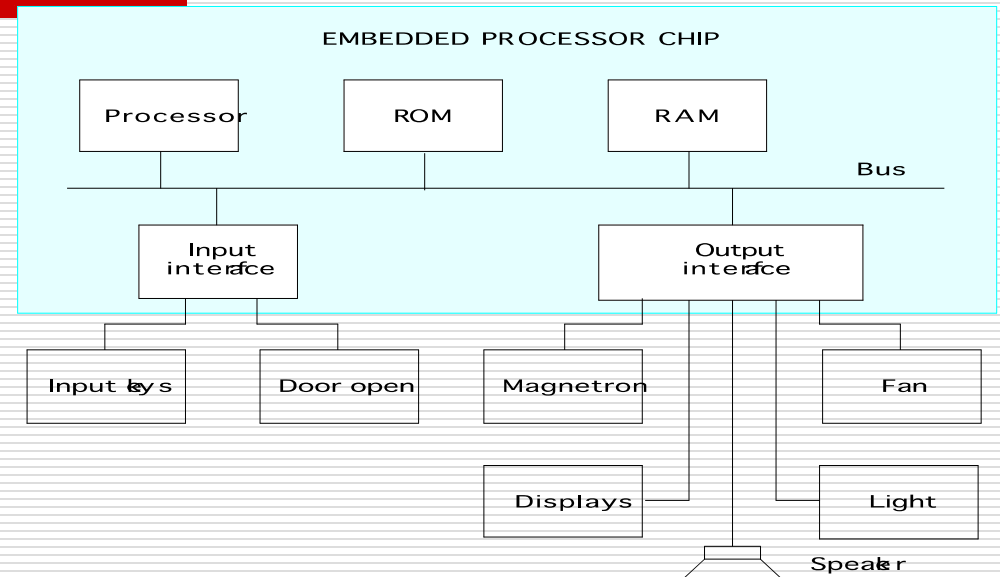 EMBEDDED PROCESSOR CHIP
Processor
ROM
RAM
Bus
Input
interface
Output
interface
Input keys
Door open
Magnetron
Fan
Displays
Light
Speaker